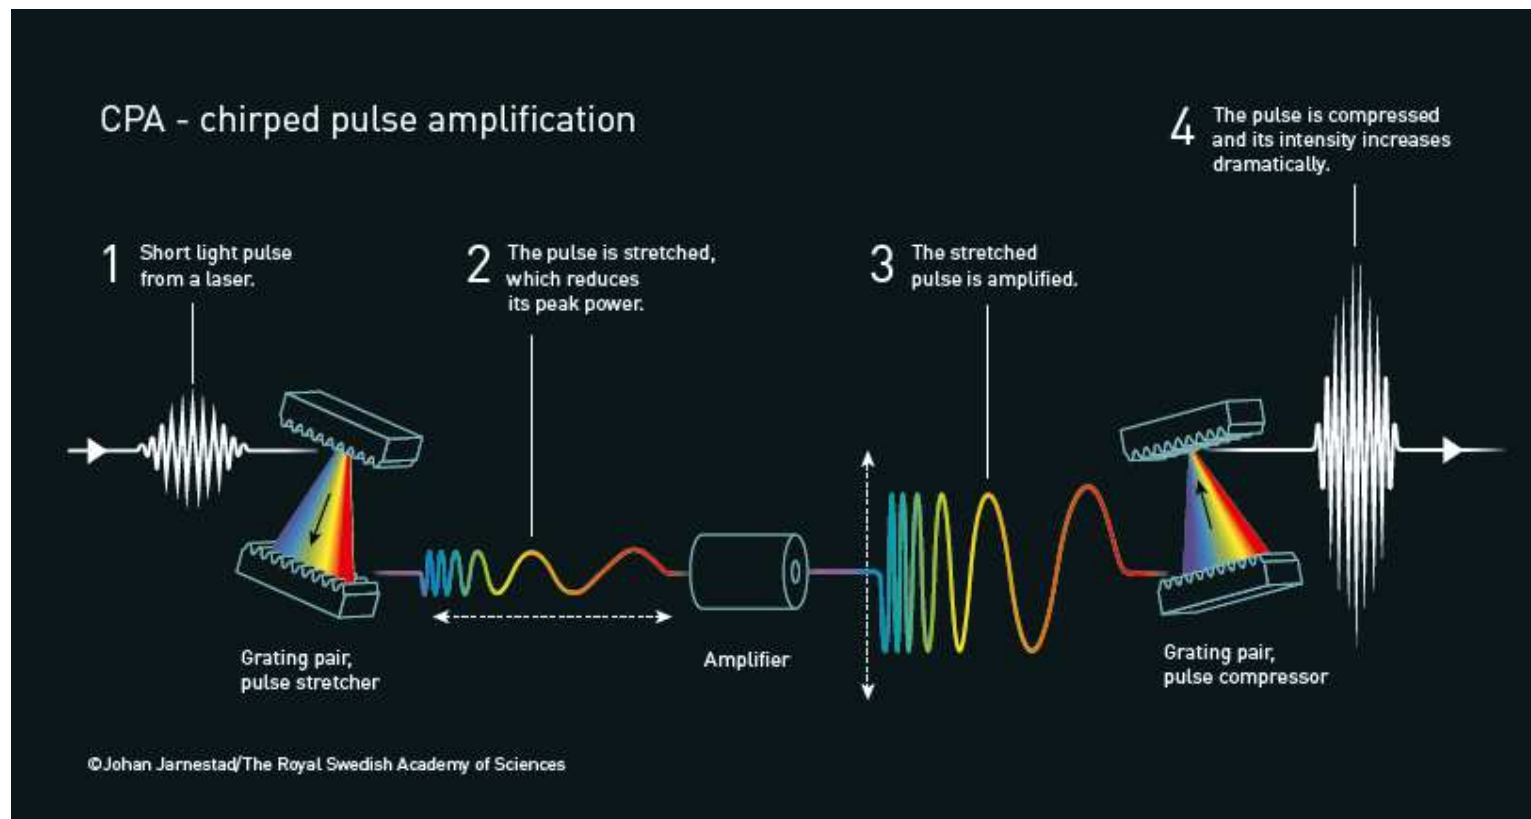 CPA - chirped pulse amplification
1 Short light pulse
from a laser.
2 The pulse is stretched,
which reduces
its peak power.
3 The stretched
pulse is amplified.
4 The pulse is compressed
and its intensity increases
dramatically.
Grating pair,
pulse stretcher
Amplifier
Grating pair,
pulse compressor
©Johan Jarnestad/The Royal Swedish Academy of Sciences